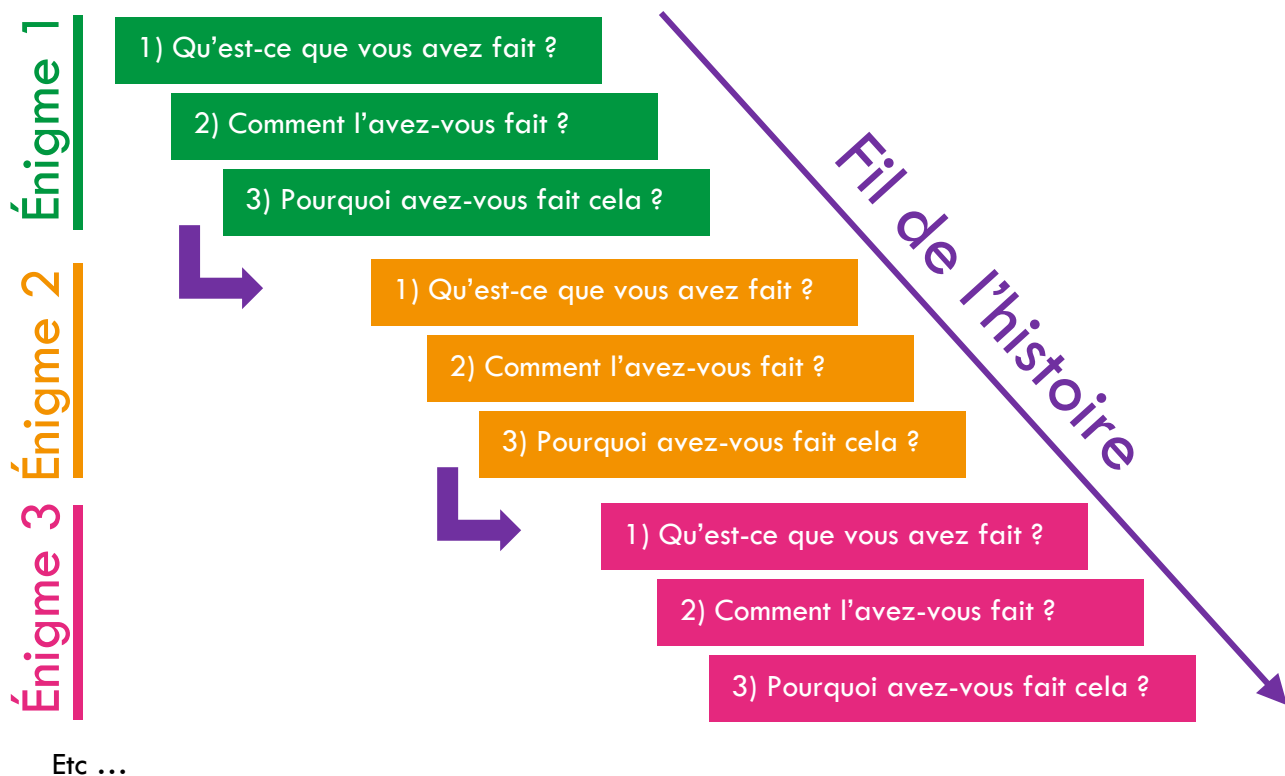 Énigme 1
1) Qu’est-ce que vous avez fait ?
2) Comment l’avez-vous fait ?
3) Pourquoi avez-vous fait cela ?
Énigme 2
1) Qu’est-ce que vous avez fait ?
2) Comment l’avez-vous fait ?
3) Pourquoi avez-vous fait cela ?
Énigme 3
1) Qu’est-ce que vous avez fait ?
2) Comment l’avez-vous fait ?
3) Pourquoi avez-vous fait cela ?
Fil de l’histoire
Etc …